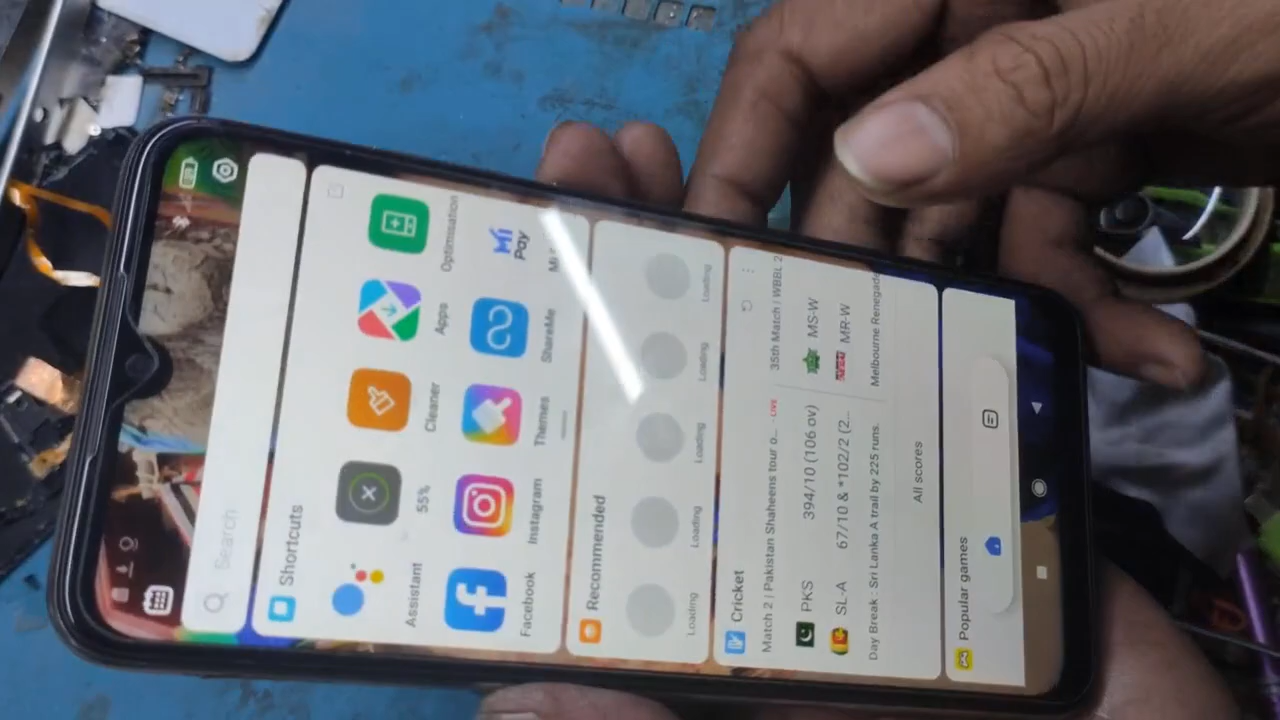 Search
Shortcuts
Assistant
55%
Cleaner
Apps
Optimisation
Facebook
Instagram
Themes
ShareMe
Mi Pay
Mi
Recommended
Loading Loading Loading Loading Loading
Cricket
Match 2 | Pakistan Shaheens tour o... • LIVE
PKS 394/10 (106 ov)
SL-A 67/10 & *102/2 (2...
Day Break : Sri Lanka A trail by 225 runs.
35th Match | WBBL 2
MS-W
MR-W
Melbourne Renegade
All scores
Popular games